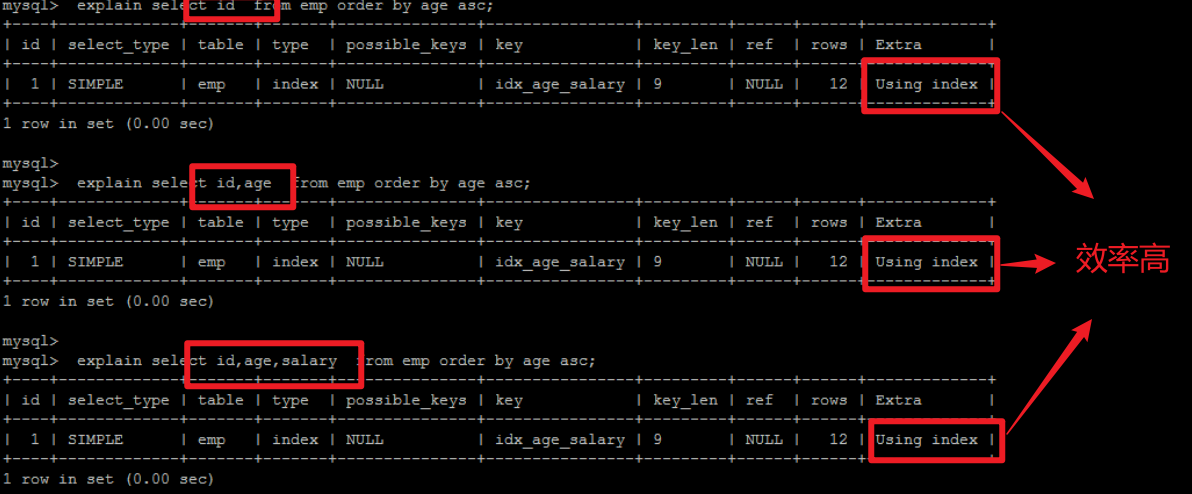 mysql>  explain select id  from emp order by age asc;
+----+-------------+-------+-------+---------------+----------------+---------+------+------+-------------+
| id | select_type | table | type  | possible_keys | key            | key_len | ref  | rows | Extra       |
+----+-------------+-------+-------+---------------+----------------+---------+------+------+-------------+
|  1 | SIMPLE      | emp   | index | NULL          | idx_age_salary | 9       | NULL |   12 | Using index |
+----+-------------+-------+-------+---------------+----------------+---------+------+------+-------------+
1 row in set (0.00 sec)
mysql>
mysql>  explain select id,age  from emp order by age asc;
+----+-------------+-------+-------+---------------+----------------+---------+------+------+-------------+
| id | select_type | table | type  | possible_keys | key            | key_len | ref  | rows | Extra       |
+----+-------------+-------+-------+---------------+----------------+---------+------+------+-------------+
|  1 | SIMPLE      | emp   | index | NULL          | idx_age_salary | 9       | NULL |   12 | Using index |
效率高
+----+-------------+-------+-------+---------------+----------------+---------+------+------+-------------+
1 row in set (0.00 sec)
mysql>
mysql>  explain select id,age,salary  from emp order by age asc;
+----+-------------+-------+-------+---------------+----------------+---------+------+------+-------------+
| id | select_type | table | type  | possible_keys | key            | key_len | ref  | rows | Extra       |
+----+-------------+-------+-------+---------------+----------------+---------+------+------+-------------+
|  1 | SIMPLE      | emp   | index | NULL          | idx_age_salary | 9       | NULL |   12 | Using index |
+----+-------------+-------+-------+---------------+----------------+---------+------+------+-------------+
1 row in set (0.00 sec)